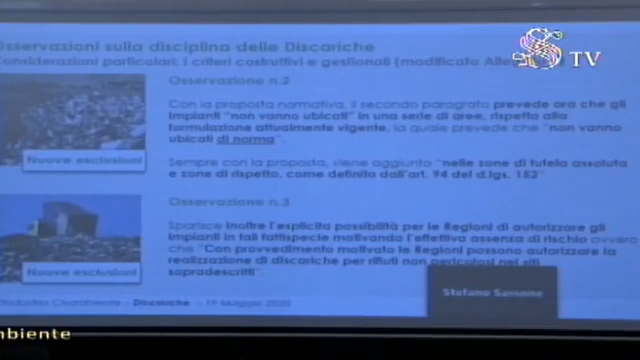 Osservazioni sulla disciplina delle Discariche
Considerazioni particolari: i criteri costruttivi e gestionali (modificato
TV
Osservazione n.2
Con la proposta normativa, il secondo paragrafo prevede ora che gli
impianti "non vanno ubicati" in una serie di aree, rispetto alla
formulazione attualmente vigente, la quale prevede che "non vanno
ubicati di norma".
Nuove esclusioni
Sempre con la proposta, viene aggiunto "nelle zone di tutela assoluta
e zone di rispetto, come definito dall'art. 94 del d.lgs. 152"
Osservazione n.3
Sparisce inoltre l'esplicita possibilità per le Regioni di autorizzare gli
impianti in tali fattispecie motivando l'effettiva assenza di rischio ovvero
che "Con provvedimento motivato le Regioni possono autorizzare la
realizzazione di discariche per rifiuti non pericolosi nei siti
sopradescritti".
Nuove esclusioni
Discariche - 19 Maggio 2020
Stefano Sassone
mbiente